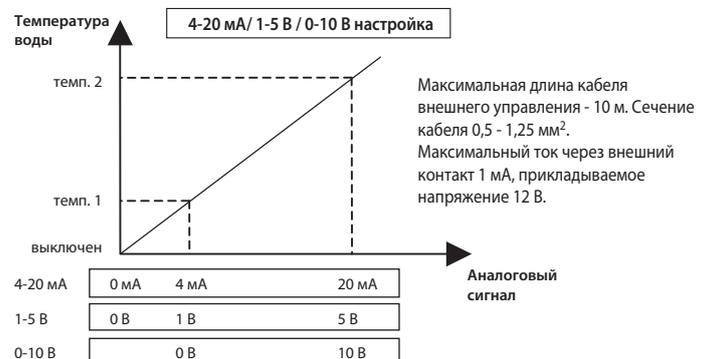 Температура
воды
4-20 мА/ 1-5 В / 0-10 В настройка
темп. 2
Максимальная длина кабеля
внешнего управления - 10 м. Сечение
кабеля 0,5 - 1,25 мм².
Максимальный ток через внешний
контакт 1 мА, прикладываемое
напряжение 12 В.
темп. 1
выключен
Аналоговый
сигнал
4-20 мА 0 мА 4 мА 20 мА
1-5 В 0 В 1 В 5 В
0-10 В 0 В 10 В